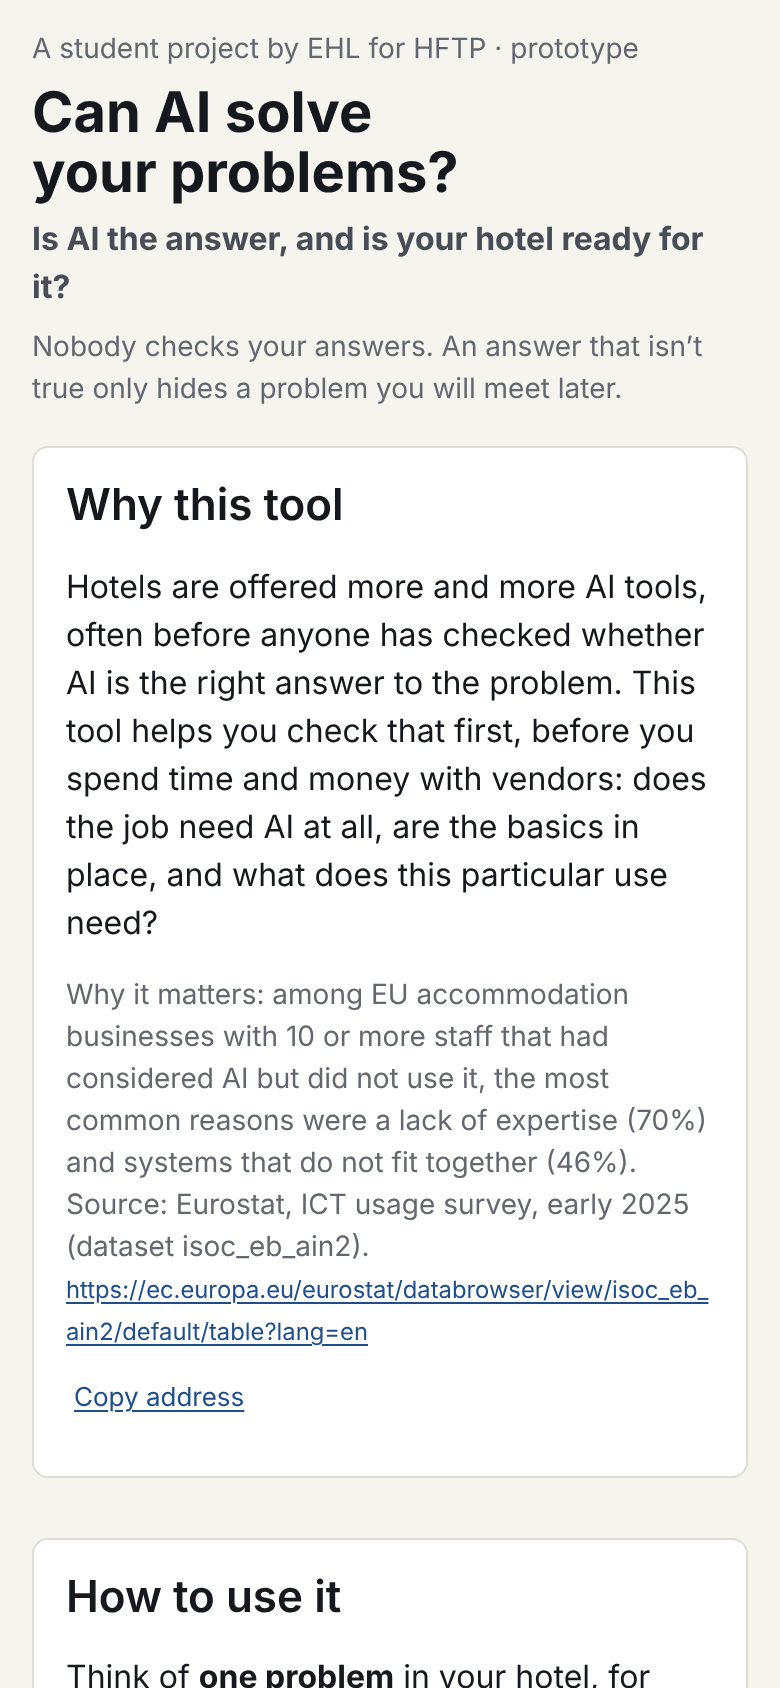 A student project by EHL for HFTP · prototype
Can AI solve
your problems?
Is AI the answer, and is your hotel ready for
it?
Nobody checks your answers. An answer that isn’t
true only hides a problem you will meet later.
Why this tool
Hotels are offered more and more AI tools,
often before anyone has checked whether
AI is the right answer to the problem. This
tool helps you check that first, before you
spend time and money with vendors: does
the job need AI at all, are the basics in
place, and what does this particular use
need?
Why it matters: among EU accommodation
businesses with 10 or more staff that had
considered AI but did not use it, the most
common reasons were a lack of expertise (70%)
and systems that do not fit together (46%).
Source: Eurostat, ICT usage survey, early 2025
(dataset isoc_eb_ain2).
https://ec.europa.eu/eurostat/databrowser/view/isoc_eb_
ain2/default/table?lang=en
Copy address
How to use it
Think of one problem in your hotel, for